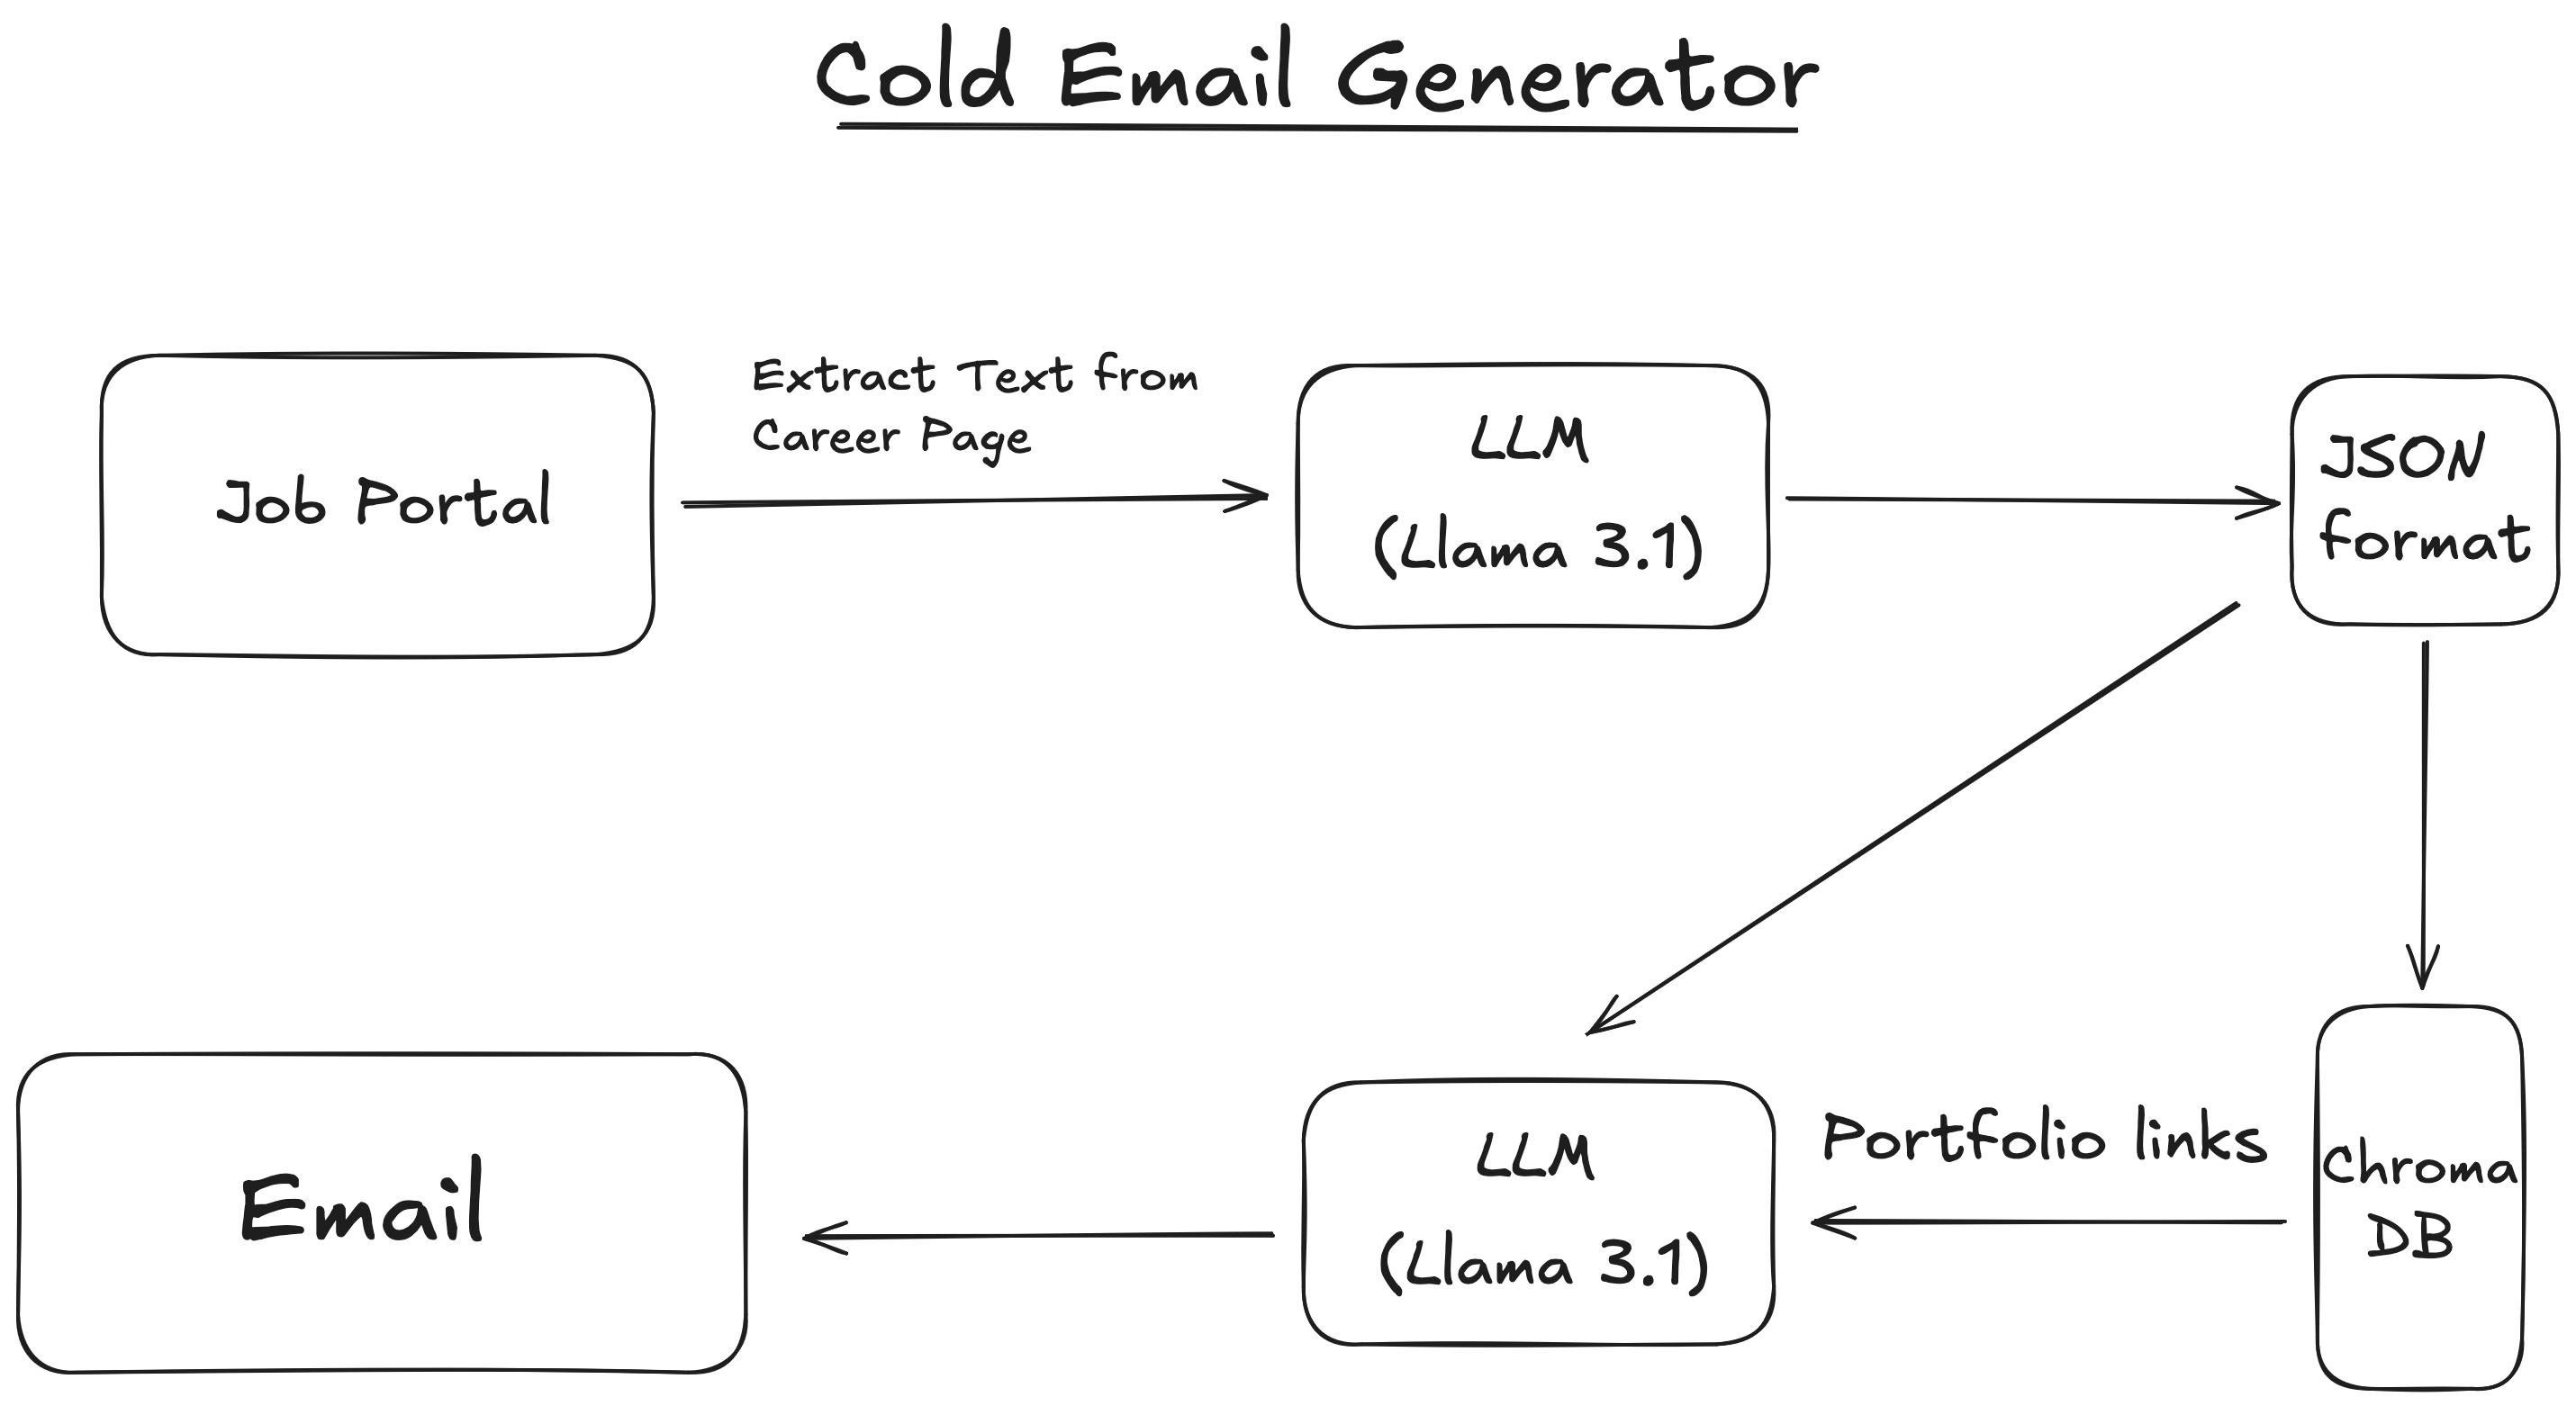 Cold Email Generator
Job Portal
Extract Text from
Career Page
LLM
(Llama 3.1)
JSON
format
Email
LLM
(Llama 3.1)
Portfolio links
Chroma
DB